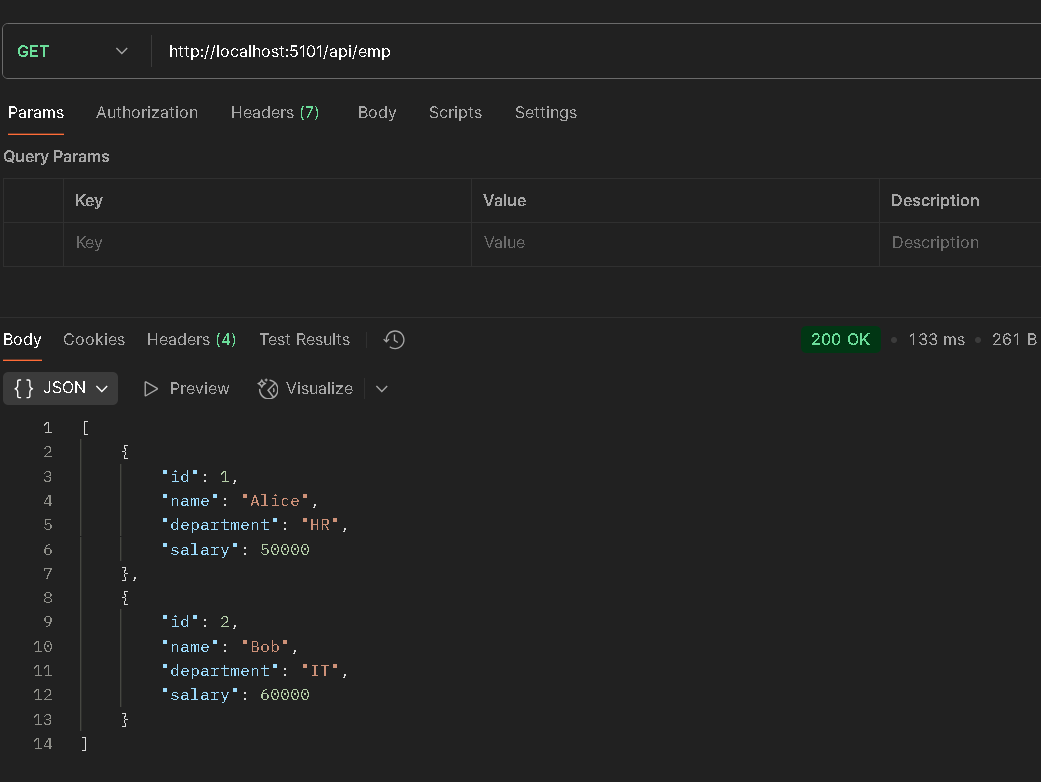 GET http://localhost:5101/api/emp
Params Authorization Headers (7) Body Scripts Settings
Query Params
Key Value Description
Key Value Description
Body Cookies Headers (4) Test Results 200 OK 133 ms 261 B
{} JSON Preview Visualize
1 [
2 {
3 "id": 1,
4 "name": "Alice",
5 "department": "HR",
6 "salary": 50000
7 },
8 {
9 "id": 2,
10 "name": "Bob",
11 "department": "IT",
12 "salary": 60000
13 }
14 ]